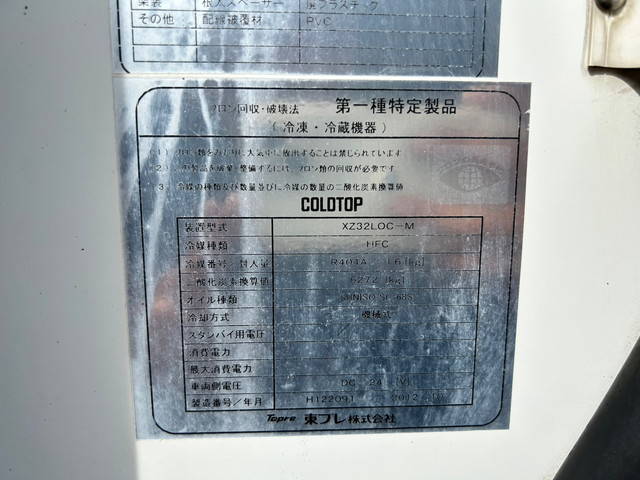 架装 根太スペーサー 廃プラスチック
その他 配線被覆材 PVC
フロン回収・破壊法 第一種特定製品
(冷凍・冷蔵機器)
1. フロン類をみだりに大気中に放出することは禁じられています
2. この製品を破棄・整備するには、フロン類の回収が必要です
3. 冷媒の種類及び数量並びに冷媒の数量の二酸化炭素換算値
COLDTOP
装置型式 XZ32LOC-M
冷媒種類 HFC
冷媒番号／封入量 R404A 1.6 [kg]
二酸化炭素換算値 6272 [kg]
オイル種類 SUNISO
冷却方式 機械式
スタンバイ用電圧
消費電力
最大消費電力
車両側電圧 DC 24 [V]
製造番号／年月 H122091 2012
Topre 東プレ株式会社